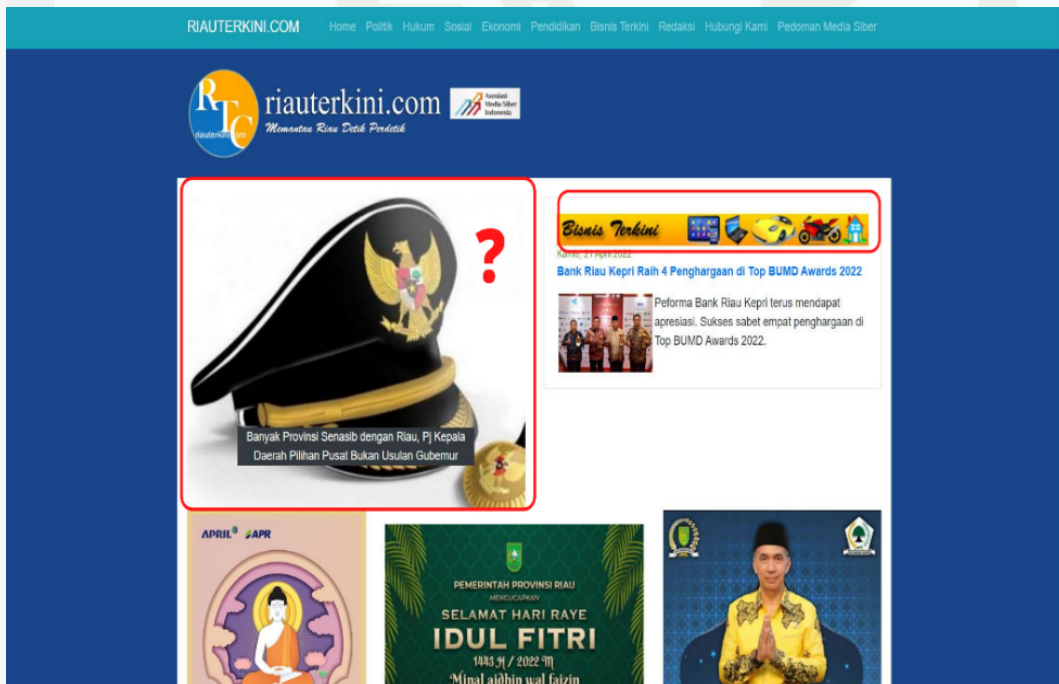 RIAUTERKINI.COM Home Politik Hukum Sosial Ekonomi Pendidikan Bisnis Terkini Redaksi Hubungi Kami Pedoman Media Siber
RTC
riauterkini.com
riauterkini.com
Memantau Riau Detik Perdetik
Asosiasi
Media Siber
Indonesia
?
Banyak Provinsi Senasib dengan Riau, Pj Kepala
Daerah Pilihan Pusat Bukan Usulan Gubernur
Bisnis Terkini
Kamis, 21 April 2022
Bank Riau Kepri Raih 4 Penghargaan di Top BUMD Awards 2022
Peforma Bank Riau Kepri terus mendapat
apresiasi. Sukses sabet empat penghargaan di
Top BUMD Awards 2022.
APRIL APR
PEMERINTAH PROVINSI RIAU
MENGUCAPKAN
SELAMAT HARI RAYE
IDUL FITRI
1443 H / 2022 M
Minal aidhin wal faizin